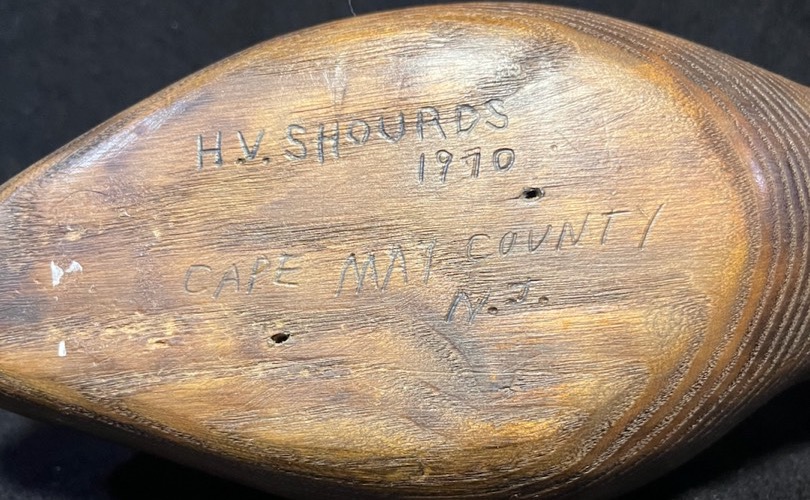 H.V. SHOURDS
1970
CAPE MAY COUNTY
N.J.